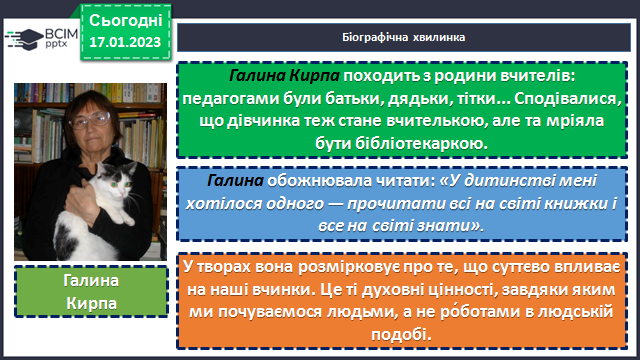 Сьогодні
17.01.2023
BCIM
pptx
Біографічна хвилинка
Галина Кирпа походить з родини вчителів:
педагогами були батьки, дядьки, тітки... Сподівалися,
що дівчинка теж стане вчителькою, але та мріяла
бути бібліотекаркою.
Галина обожнювала читати: «У дитинстві мені
хотілося одного — прочитати всі на світі книжки і
все на світі знати».
Галина
Кирпа
У творах вона розмірковує про те, що суттєво впливає
на наші вчинки. Це ті духовні цінності, завдяки яким
ми почуваємося людьми, а не ро́ботами в людській
подобі.